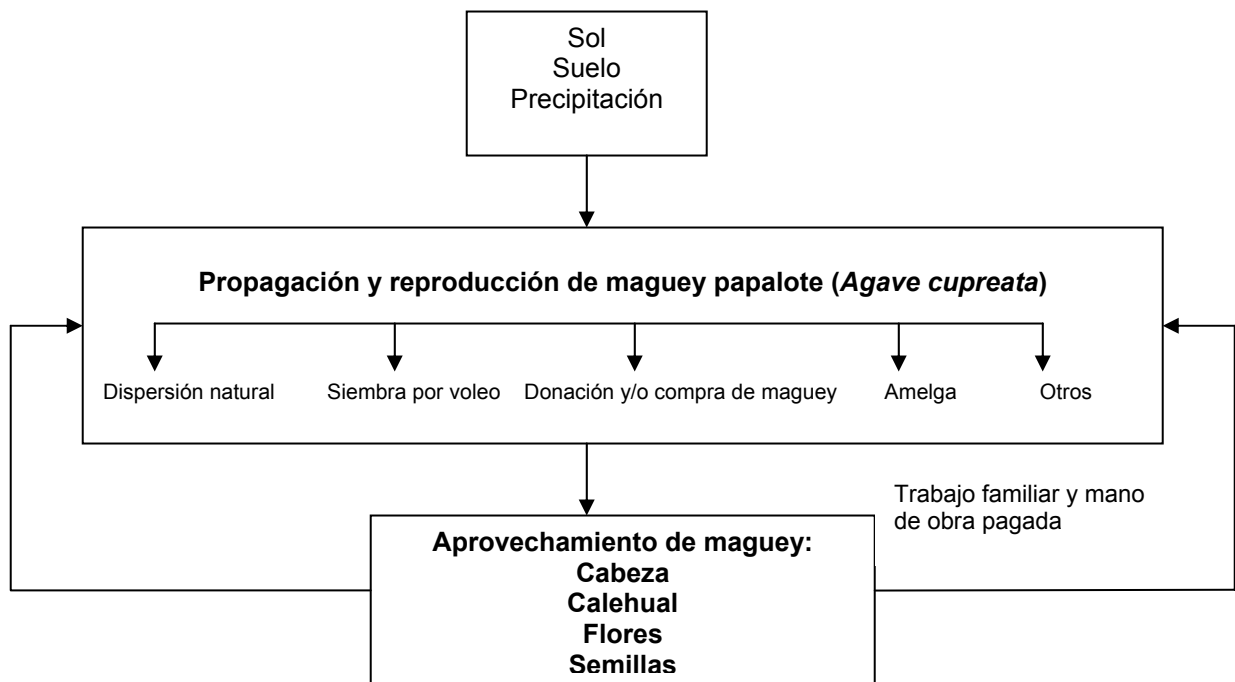 Sol
Suelo
Precipitación
Propagación y reproducción de maguey papalote (Agave cupreata)
Dispersión natural
Siembra por voleo
Donación y/o compra de maguey
Amelga
Otros
Trabajo familiar y mano
de obra pagada
Aprovechamiento de maguey:
Cabeza
Calehual
Flores
Semillas